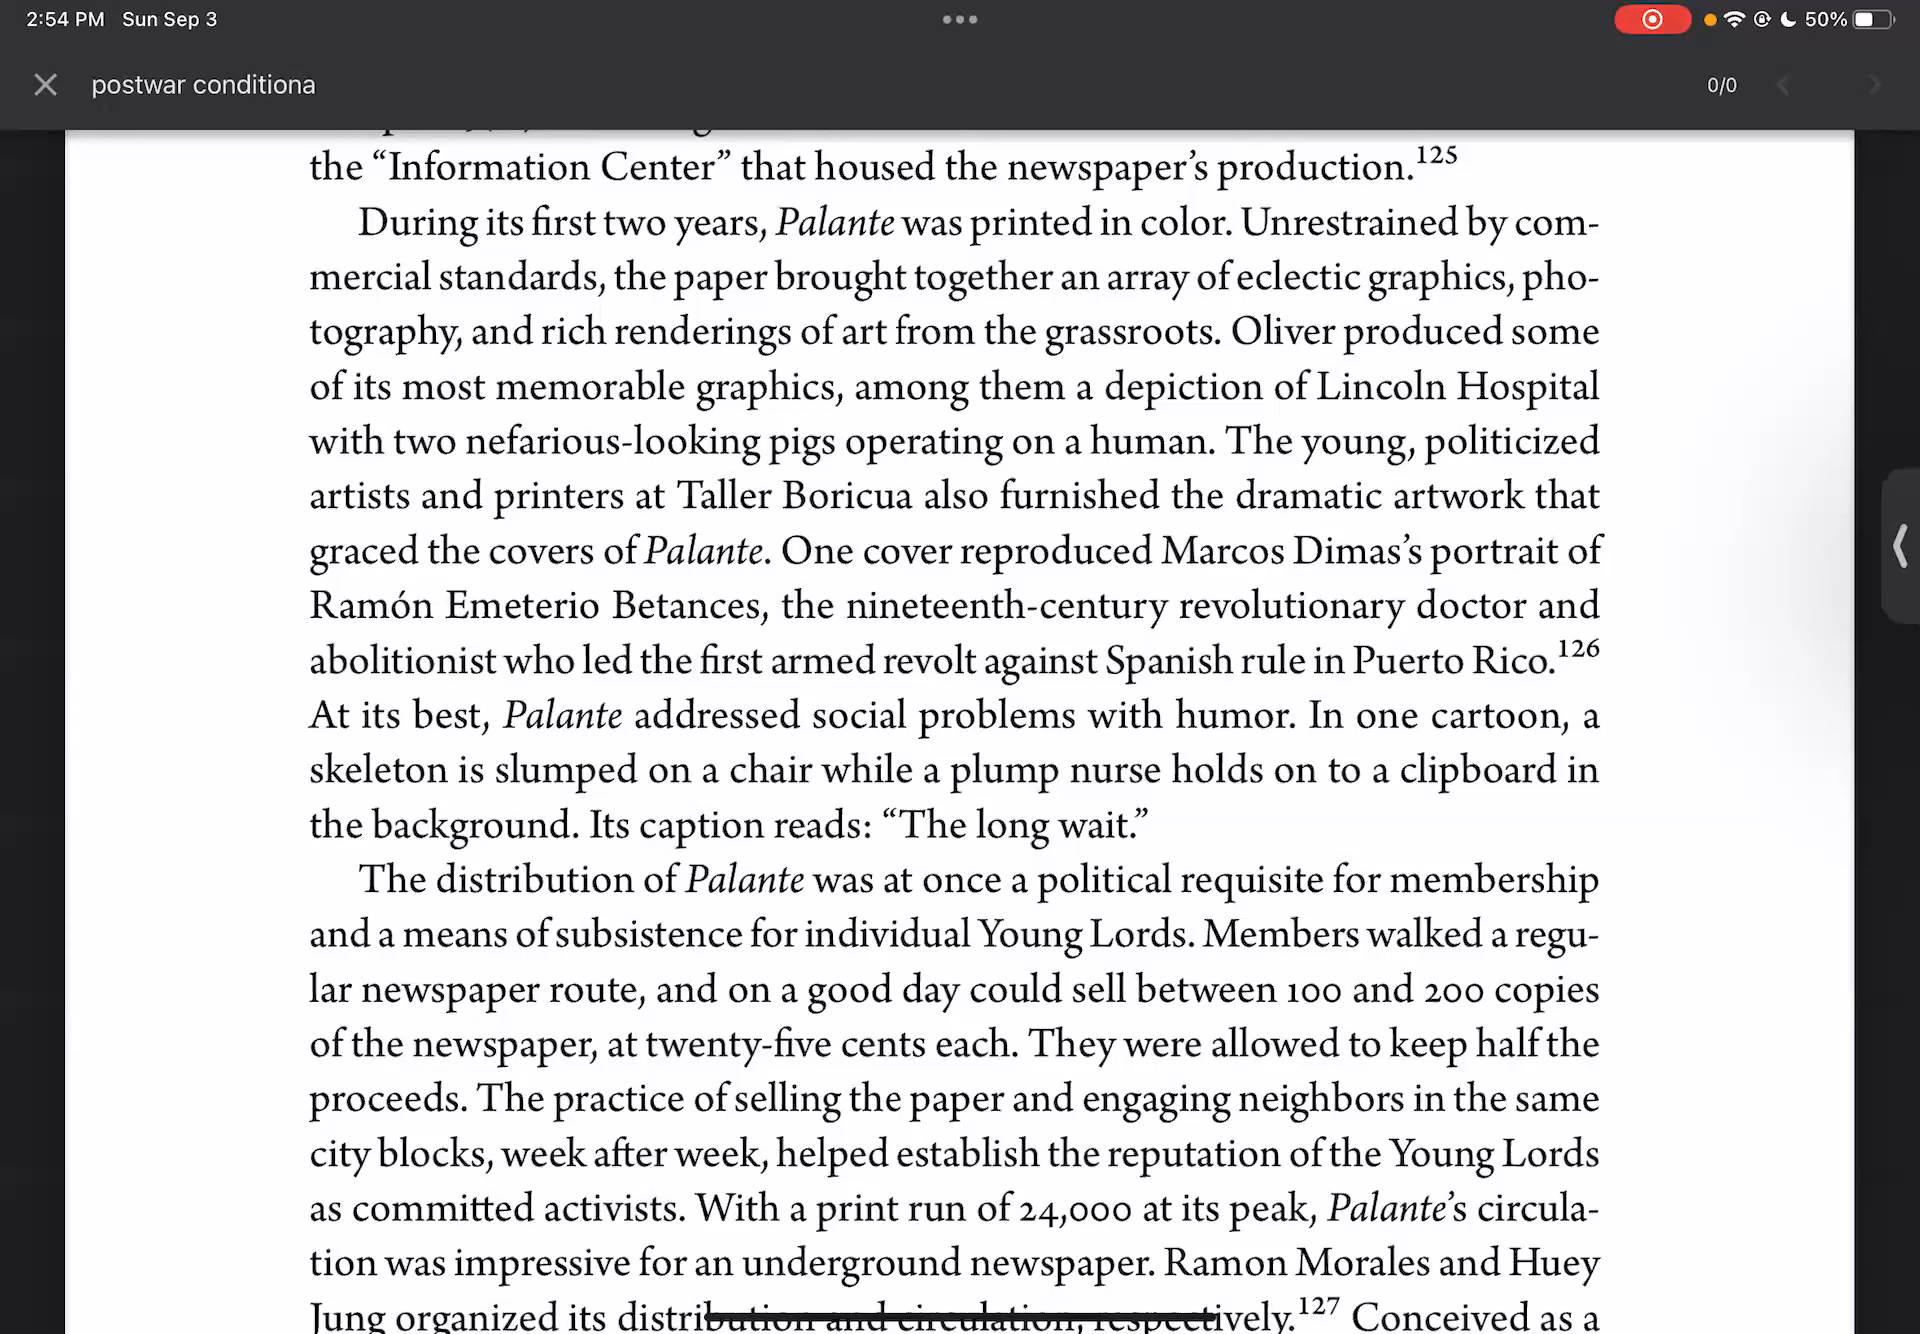 2:54 PM Sun Sep 3
50%
postwar conditiona
0/0
the “Information Center” that housed the newspaper’s production.125
During its first two years, Palante was printed in color. Unrestrained by com-
mercial standards, the paper brought together an array of eclectic graphics, pho-
tography, and rich renderings of art from the grassroots. Oliver produced some
of its most memorable graphics, among them a depiction of Lincoln Hospital
with two nefarious-looking pigs operating on a human. The young, politicized
artists and printers at Taller Boricua also furnished the dramatic artwork that
graced the covers of Palante. One cover reproduced Marcos Dimas’s portrait of
Ramón Emeterio Betances, the nineteenth-century revolutionary doctor and
abolitionist who led the first armed revolt against Spanish rule in Puerto Rico.126
At its best, Palante addressed social problems with humor. In one cartoon, a
skeleton is slumped on a chair while a plump nurse holds on to a clipboard in
the background. Its caption reads: “The long wait.”
The distribution of Palante was at once a political requisite for membership
and a means of subsistence for individual Young Lords. Members walked a regu-
lar newspaper route, and on a good day could sell between 100 and 200 copies
of the newspaper, at twenty-five cents each. They were allowed to keep half the
proceeds. The practice of selling the paper and engaging neighbors in the same
city blocks, week after week, helped establish the reputation of the Young Lords
as committed activists. With a print run of 24,000 at its peak, Palante’s circula-
tion was impressive for an underground newspaper. Ramon Morales and Huey
Jung organized its distribution and circulation, respectively.127 Conceived as a